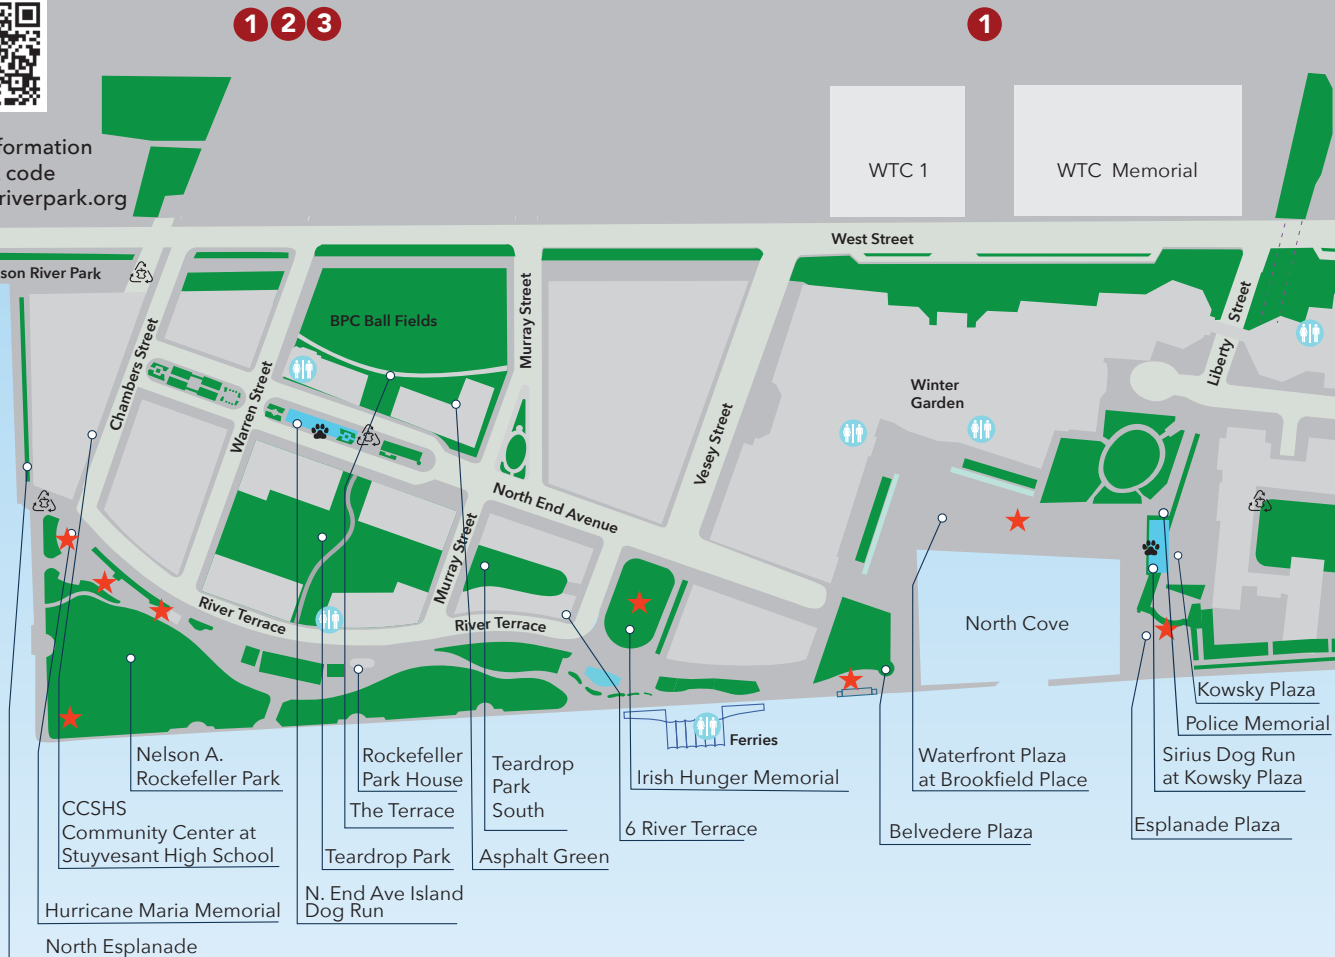 1 2 3
1
formation
code
riverpark.org
WTC 1
WTC Memorial
West Street
son River Park
BPC Ball Fields
Murray Street
Chambers Street
Warren Street
Vesey Street
Liberty Street
Winter
Garden
North End Avenue
Murray Street
River Terrace
River Terrace
North Cove
Ferries
Kowsky Plaza
Police Memorial
Sirius Dog Run
at Kowsky Plaza
Esplanade Plaza
Waterfront Plaza
at Brookfield Place
Belvedere Plaza
Irish Hunger Memorial
6 River Terrace
Teardrop
Park
South
Asphalt Green
Rockefeller
Park House
The Terrace
Teardrop Park
N. End Ave Island
Dog Run
Nelson A.
Rockefeller Park
CCSHS
Community Center at
Stuyvesant High School
Hurricane Maria Memorial
North Esplanade